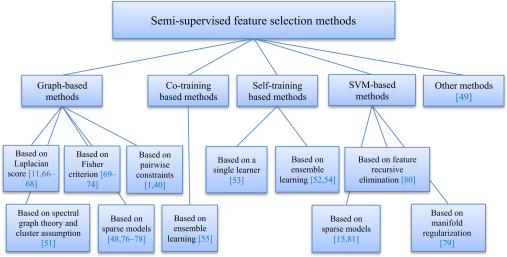 Semi-supervised feature selection methods
Graph-based
methods
Co-training
based methods
Self-training
based methods
SVM-based
methods
Other methods
[49]
Based on
Laplacian
score [11,66–
68]
Based on
Fisher
criterion [69–
74]
Based on
pairwise
constraints
[1,40]
Based on a
single learner
[53]
Based on
ensemble
learning [52,54]
Based on feature
recursive
elimination [80]
Based on spectral
graph theory and
cluster assumption
[51]
Based on
sparse models
[48,76–78]
Based on
ensemble
learning [55]
Based on
sparse models
[15,81]
Based on
manifold
regularization
[79]